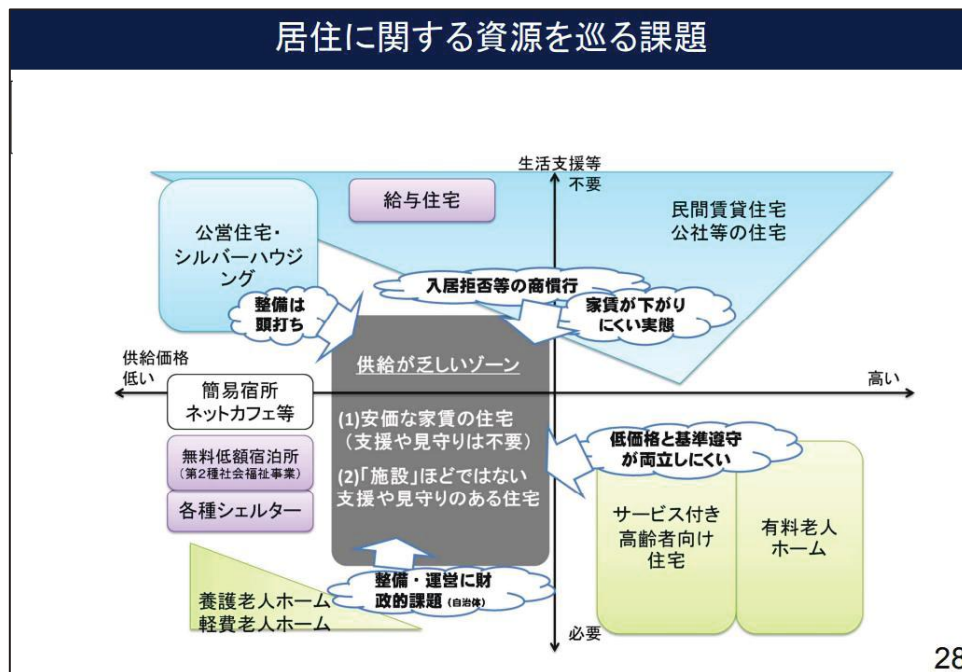 居住に関する資源を巡る課題
生活支援等
不要
給与住宅
民間賃貸住宅
公社等の住宅
公営住宅・
シルバーハウジ
ング
入居拒否等の商慣行
整備は
頭打ち
家賃が下がり
にくい実態
供給価格
低い
高い
供給が乏しいゾーン
簡易宿所
ネットカフェ等
(1)安価な家賃の住宅
(支援や見守りは不要)
(2)「施設」ほどではない
支援や見守りのある住宅
低価格と基準遵守
が両立しにくい
無料低額宿泊所
(第2種社会福祉事業)
各種シェルター
サービス付き
高齢者向け
住宅
有料老人
ホーム
整備・運営に財
政的課題(自治体)
養護老人ホーム
軽費老人ホーム
必要
28